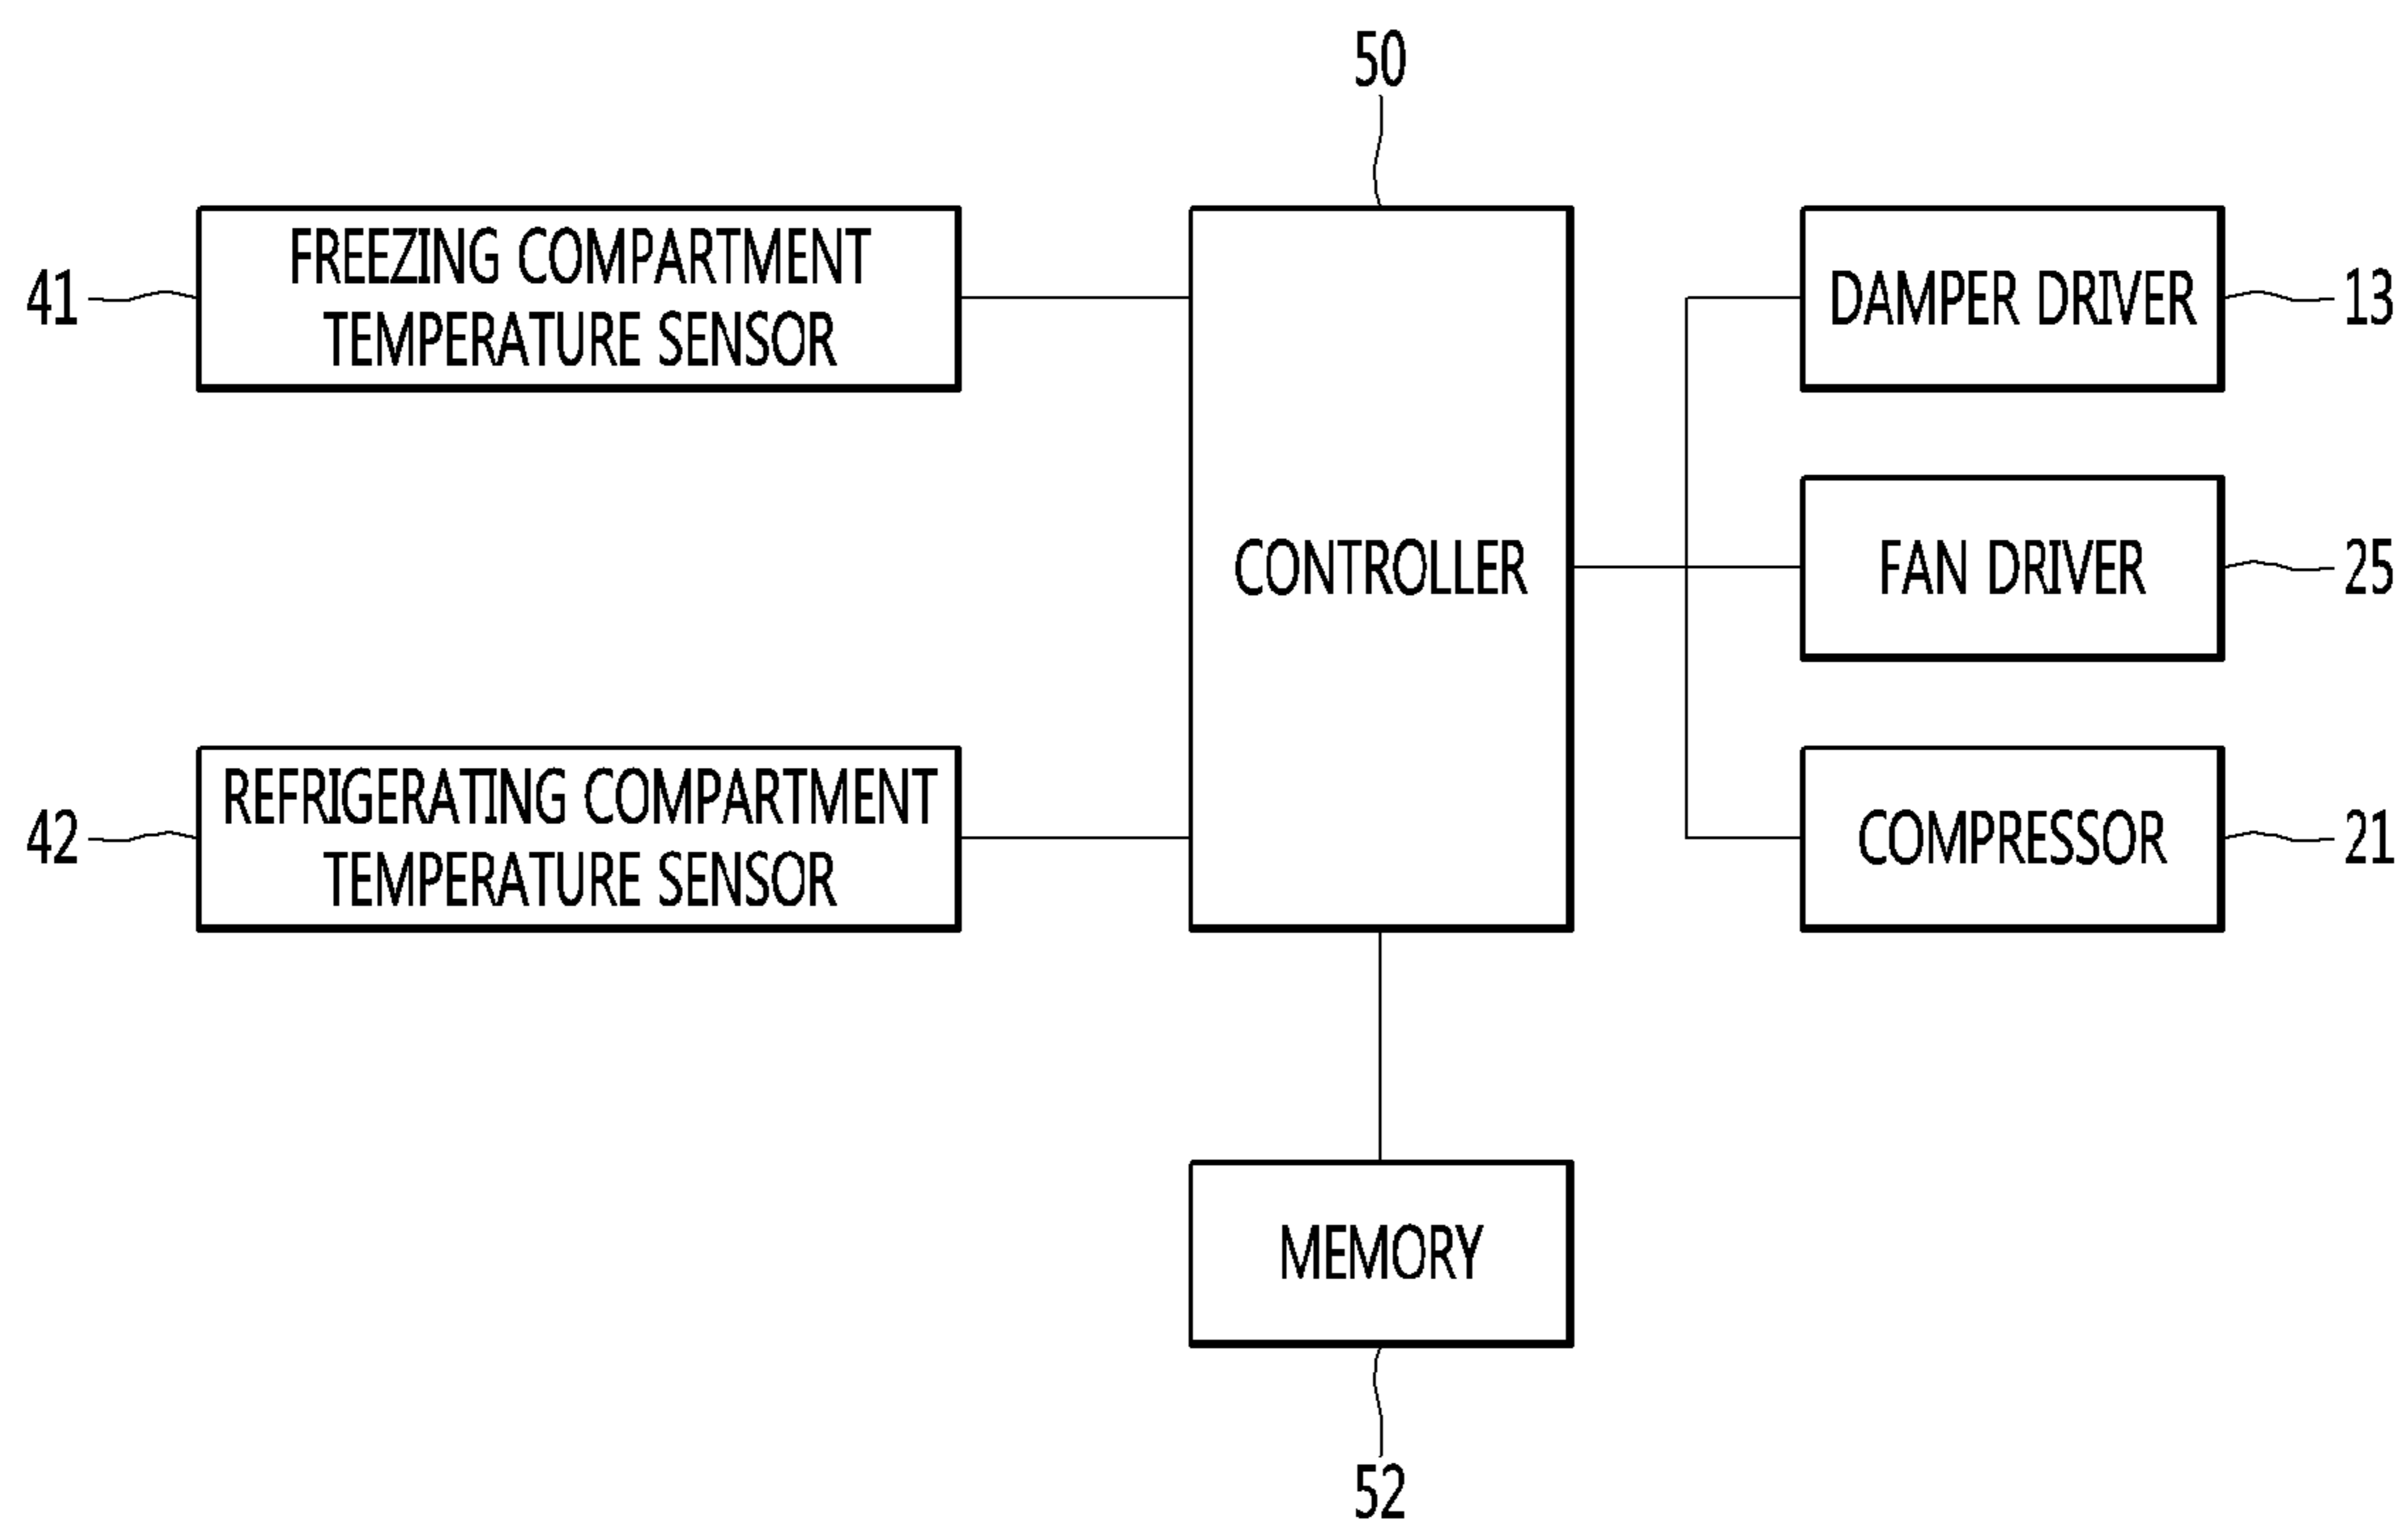 50
FREEZING COMPARTMENT
TEMPERATURE SENSOR
41
DAMPER DRIVER
13
CONTROLLER
FAN DRIVER
25
REFRIGERATING COMPARTMENT
TEMPERATURE SENSOR
42
COMPRESSOR
21
MEMORY
52